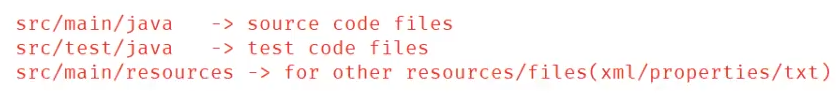 src/main/java   -> source code files
src/test/java   -> test code files
src/main/resources -> for other resources/files(xml/properties/txt)